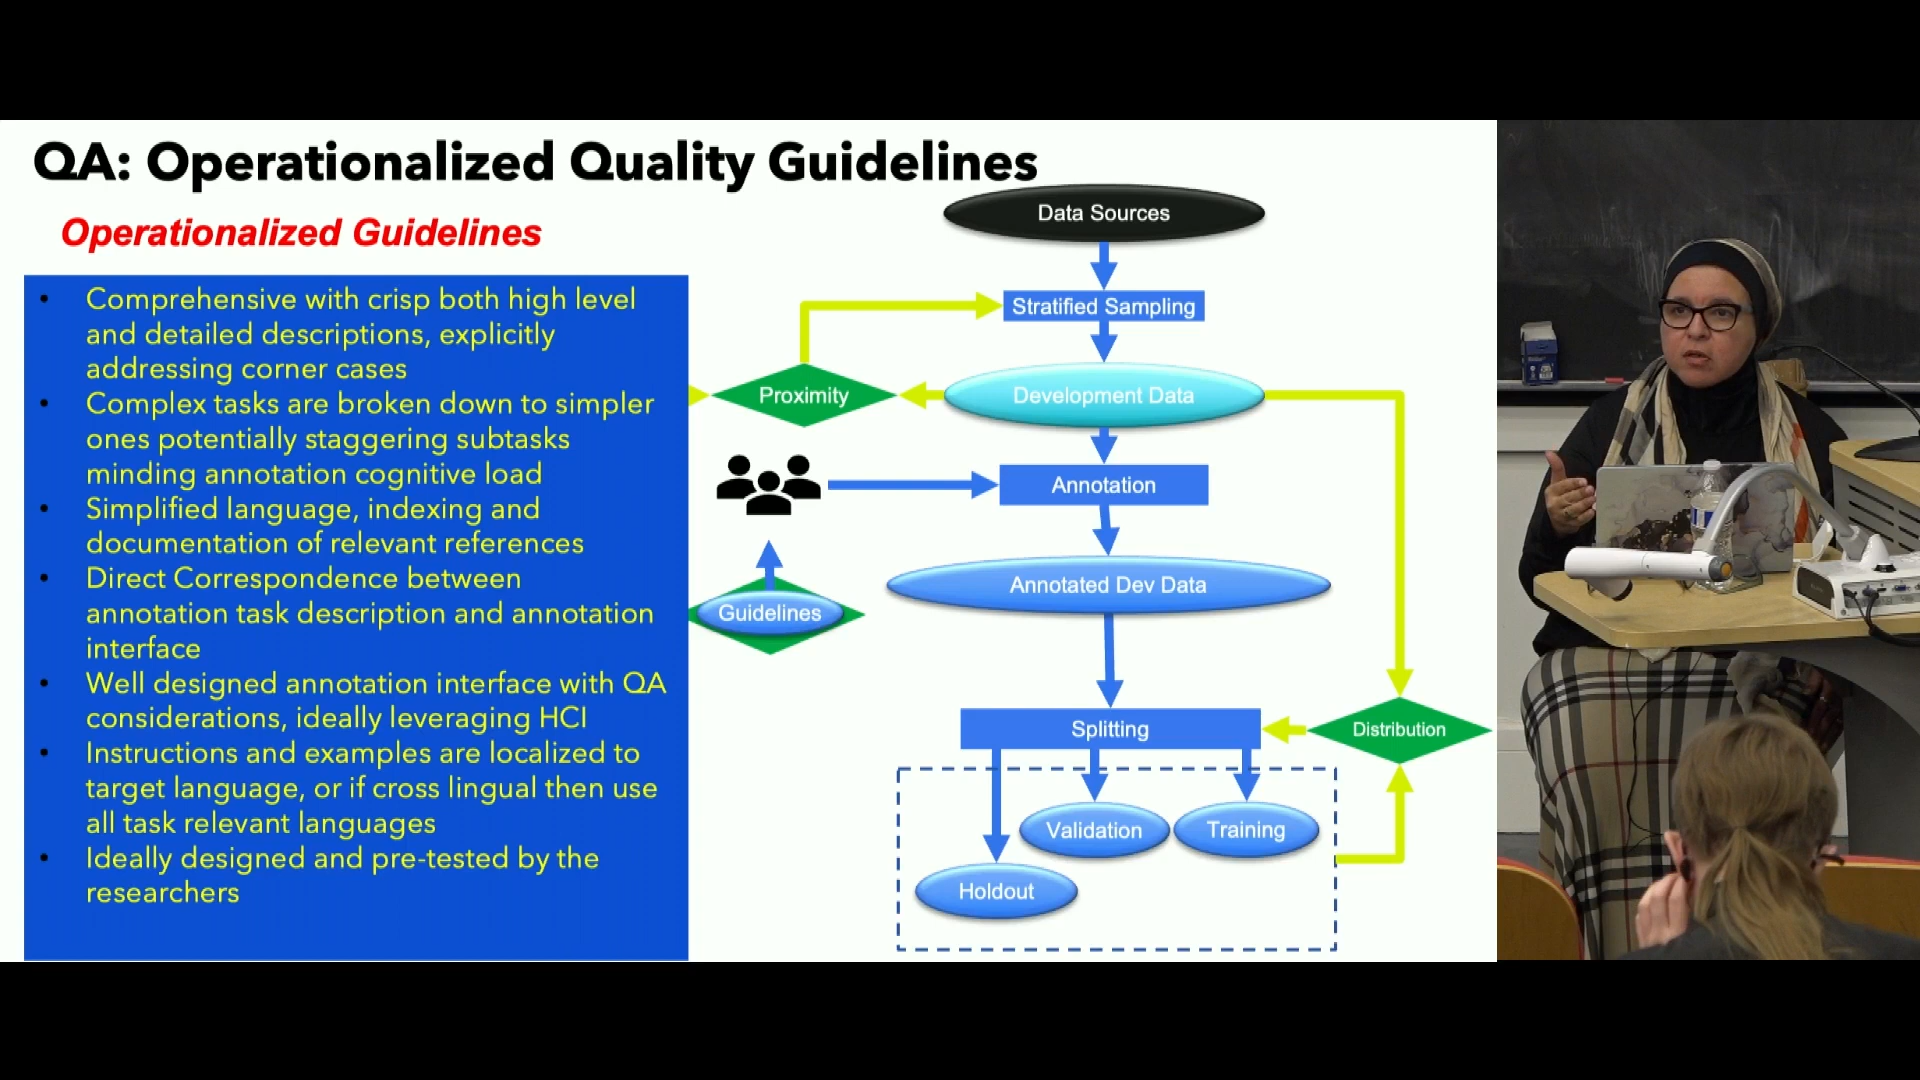 QA: Operationalized Quality Guidelines
Operationalized Guidelines
• Comprehensive with crisp both high level
and detailed descriptions, explicitly
addressing corner cases
• Complex tasks are broken down to simpler
ones potentially staggering subtasks
minding annotation cognitive load
• Simplified language, indexing and
documentation of relevant references
• Direct Correspondence between
annotation task description and annotation
interface
• Well designed annotation interface with QA
considerations, ideally leveraging HCI
• Instructions and examples are localized to
target language, or if cross lingual then use
all task relevant languages
• Ideally designed and pre-tested by the
researchers
Data Sources
Stratified Sampling
Proximity
Development Data
Annotation
Annotated Dev Data
Guidelines
Splitting
Distribution
Validation
Training
Holdout